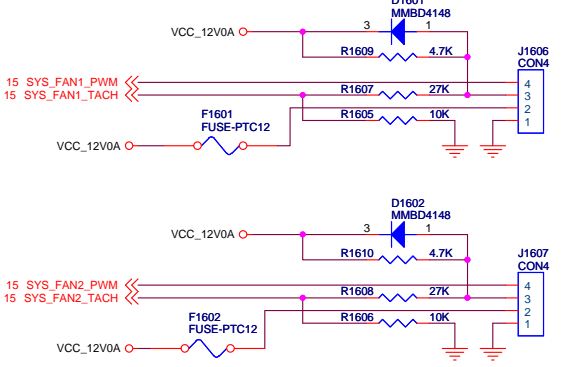 D1601
MMBD4148
VCC_12V0A
3
1
R1609
4.7K
J1606
CON4
15 SYS_FAN1_PWM
4
15 SYS_FAN1_TACH
R1607
27K
3
2
F1601
FUSE-PTC12
R1605
10K
1
VCC_12V0A
D1602
MMBD4148
VCC_12V0A
3
1
R1610
4.7K
J1607
CON4
15 SYS_FAN2_PWM
4
15 SYS_FAN2_TACH
R1608
27K
3
2
F1602
FUSE-PTC12
R1606
10K
1
VCC_12V0A